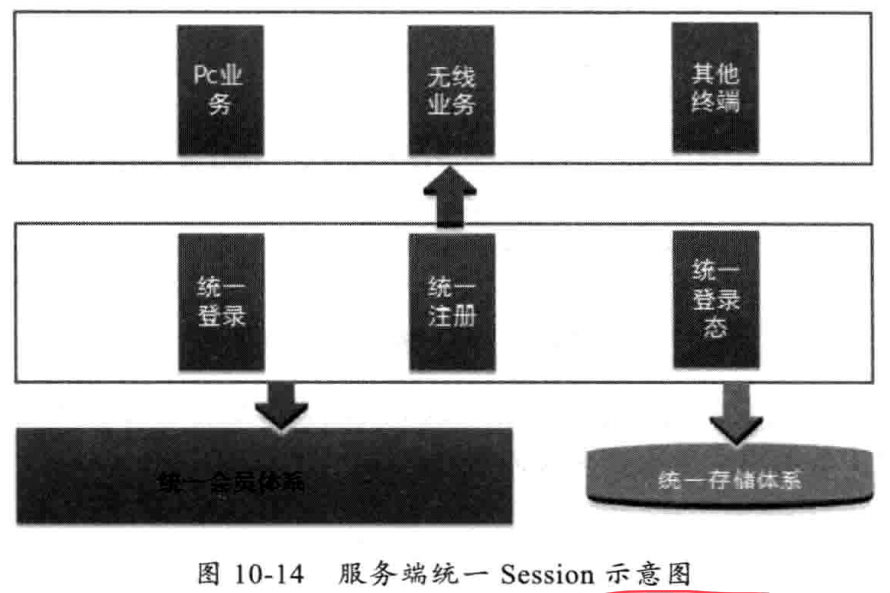 Pc业
务
无线
业务
其他
终端
统一
登录
统一
注册
统一
登录
态
统一会员体系
统一存储体系
图 10-14 服务端统一 Session 示意图